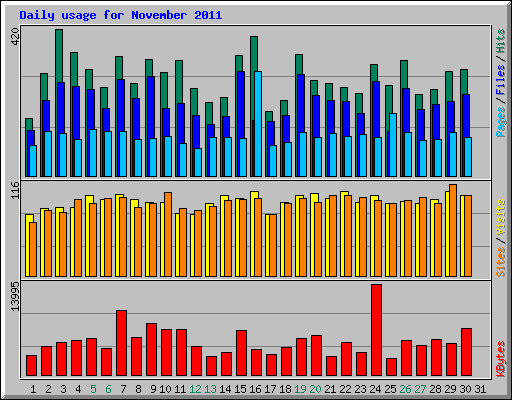 Daily usage for November 2011
420
Pages / Files / Hits
116
Sites / Visits
13995
KBytes
1 2 3 4 5 6 7 8 9 10 11 12 13 14 15 16 17 18 19 20 21 22 23 24 25 26 27 28 29 30 31